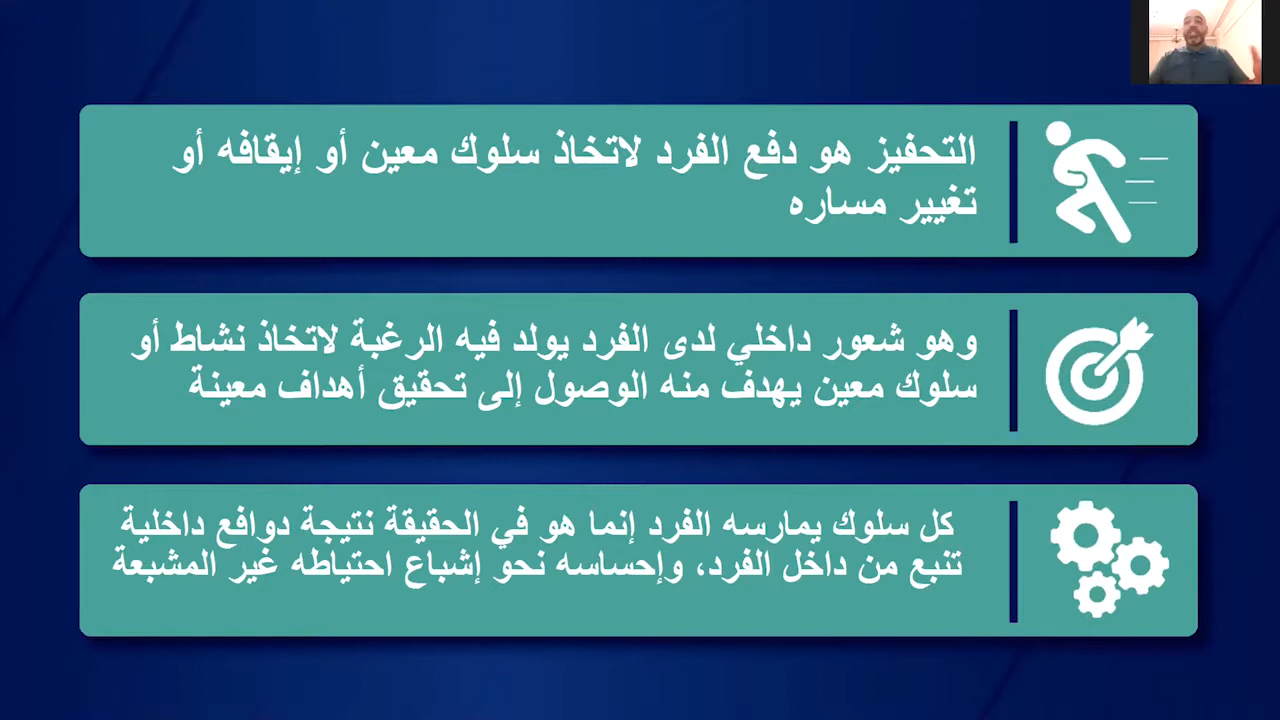 التحفيز هو دفع الفرد لاتخاذ سلوك معين أو إيقافه أو
تغيير مساره
وهو شعور داخلي لدى الفرد يولد فيه الرغبة لاتخاذ نشاط أو
سلوك معين يهدف منه الوصول إلى تحقيق أهداف معينة
كل سلوك يمارسه الفرد إنما هو في الحقيقة نتيجة دوافع داخلية
تنبع من داخل الفرد، وإحساسه نحو إشباع احتياطه غير المشبعة